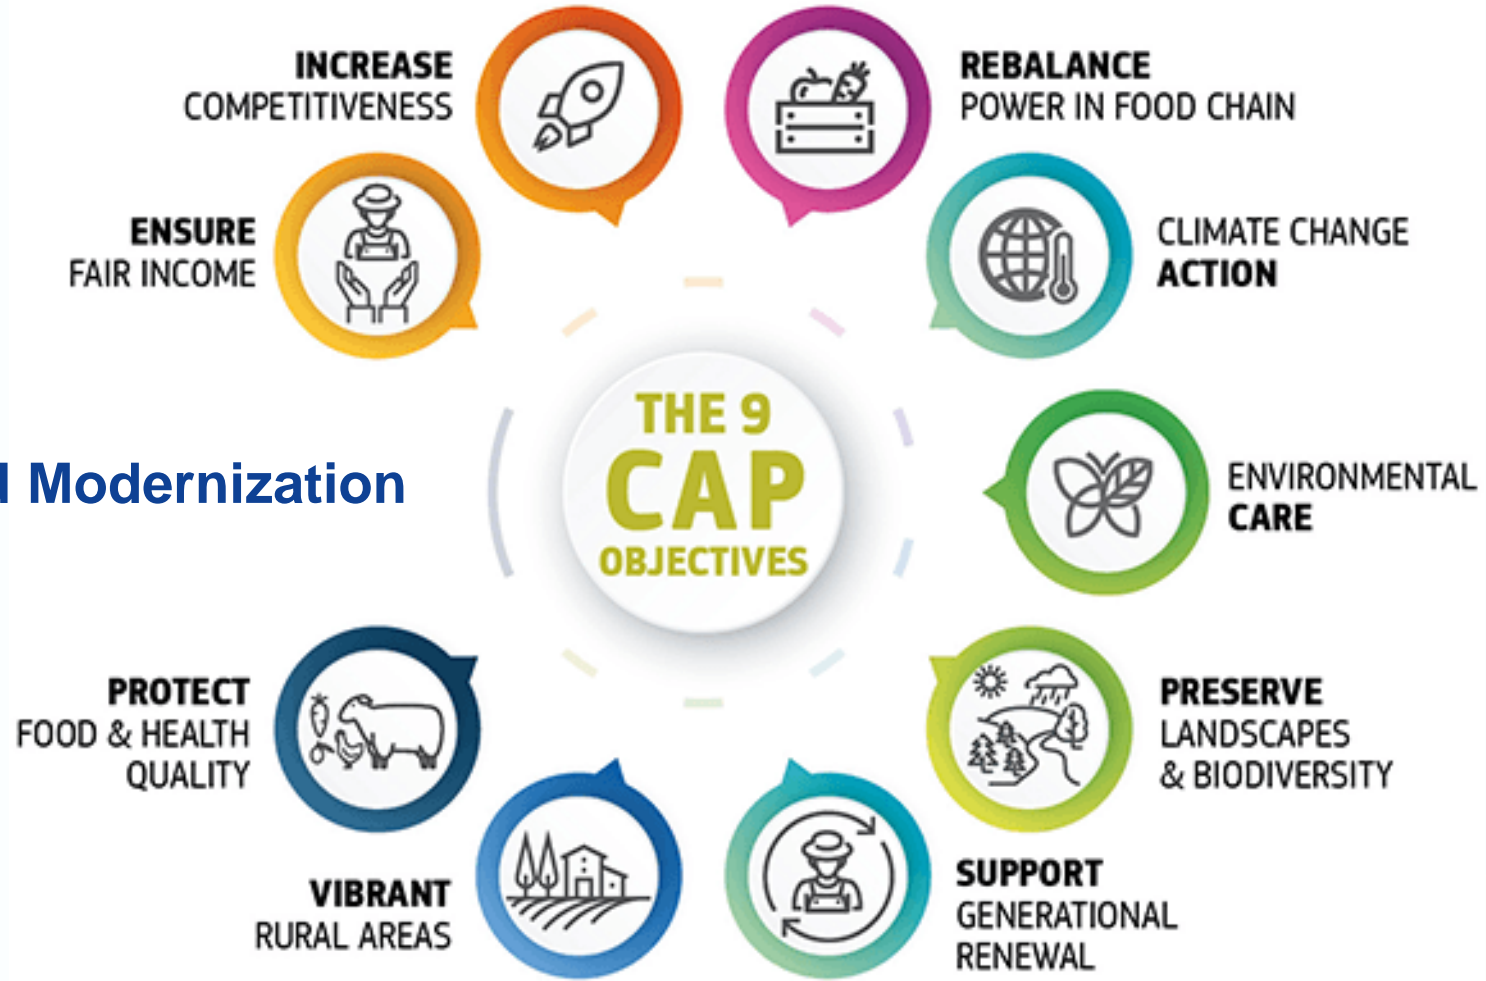 INCREASE
COMPETITIVENESS
REBALANCE
POWER IN FOOD CHAIN
ENSURE
FAIR INCOME
CLIMATE CHANGE
ACTION
THE 9
CAP
OBJECTIVES
Modernization
ENVIRONMENTAL
CARE
PROTECT
FOOD & HEALTH
QUALITY
PRESERVE
LANDSCAPES
& BIODIVERSITY
VIBRANT
RURAL AREAS
SUPPORT
GENERATIONAL
RENEWAL